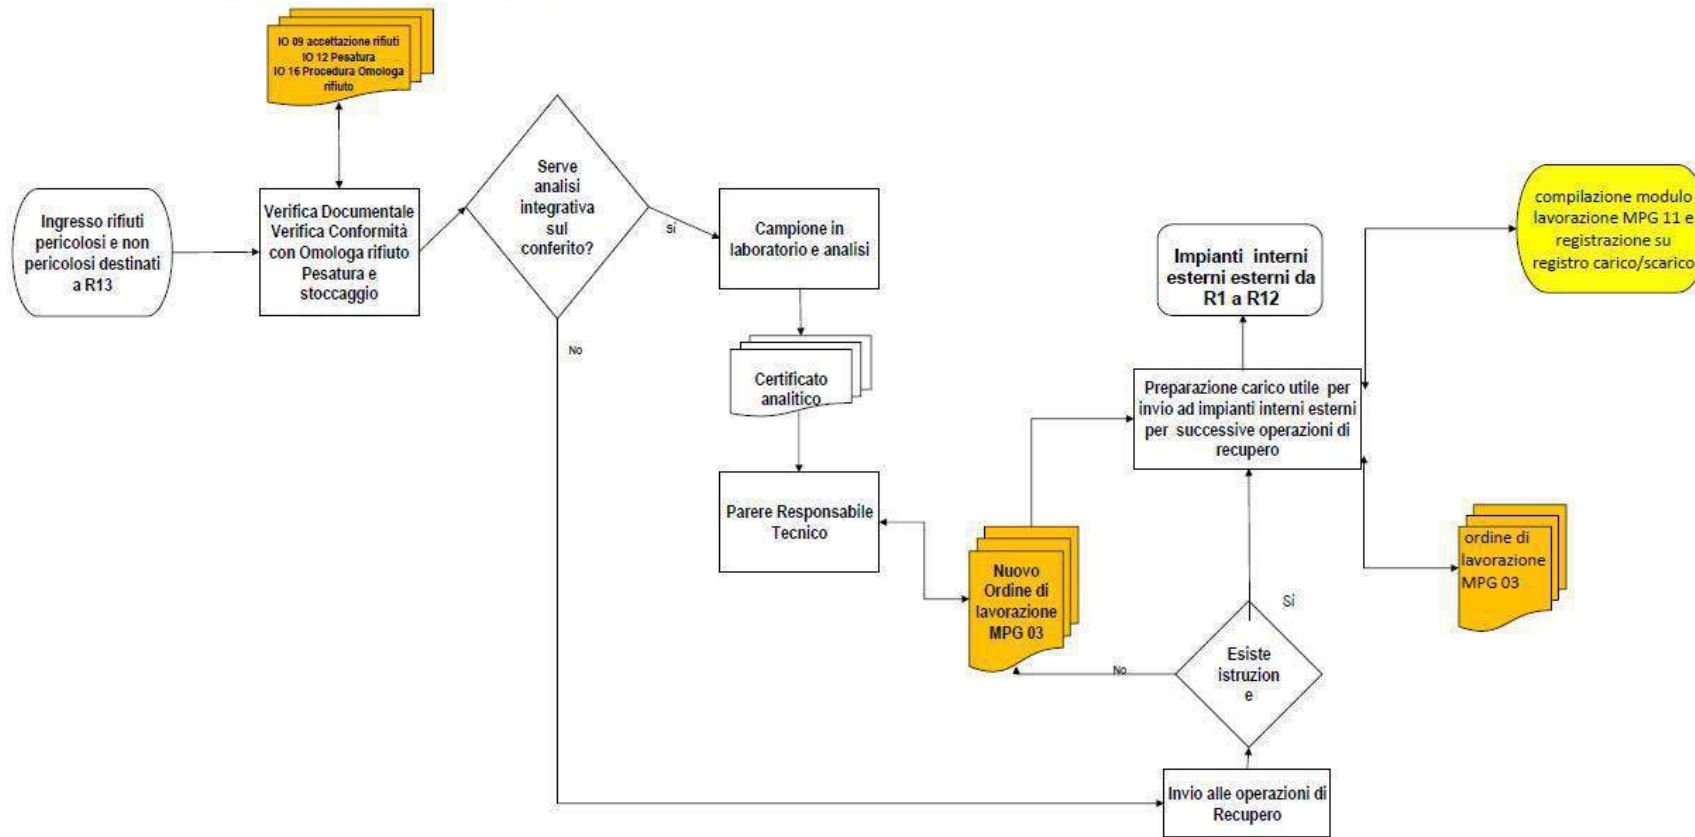 IO 09 accettazione rifiuti
IO 12 Pesatura
IO 16 Procedura Omologa
rifiuto
Ingresso rifiuti
pericolosi e non
pericolosi destinati
a R13
Verifica Documentale
Verifica Conformità
con Omologa rifiuto
Pesatura e
stoccaggio
Serve
analisi
integrativa
sul
conferito?
Sì
No
Campione in
laboratorio e analisi
Certificato
analitico
Parere Responsabile
Tecnico
Nuovo
Ordine di
lavorazione
MPG 03
Impianti interni
esterni esterni da
R1 a R12
Preparazione carico utile per
invio ad impianti interni esterni
per successive operazioni di
recupero
compilazione modulo
lavorazione MPG 11 e
registrazione su
registro carico/scarico
ordine di
lavorazione
MPG 03
Si
No
Esiste
istruzion
e
Invio alle operazioni di
Recupero